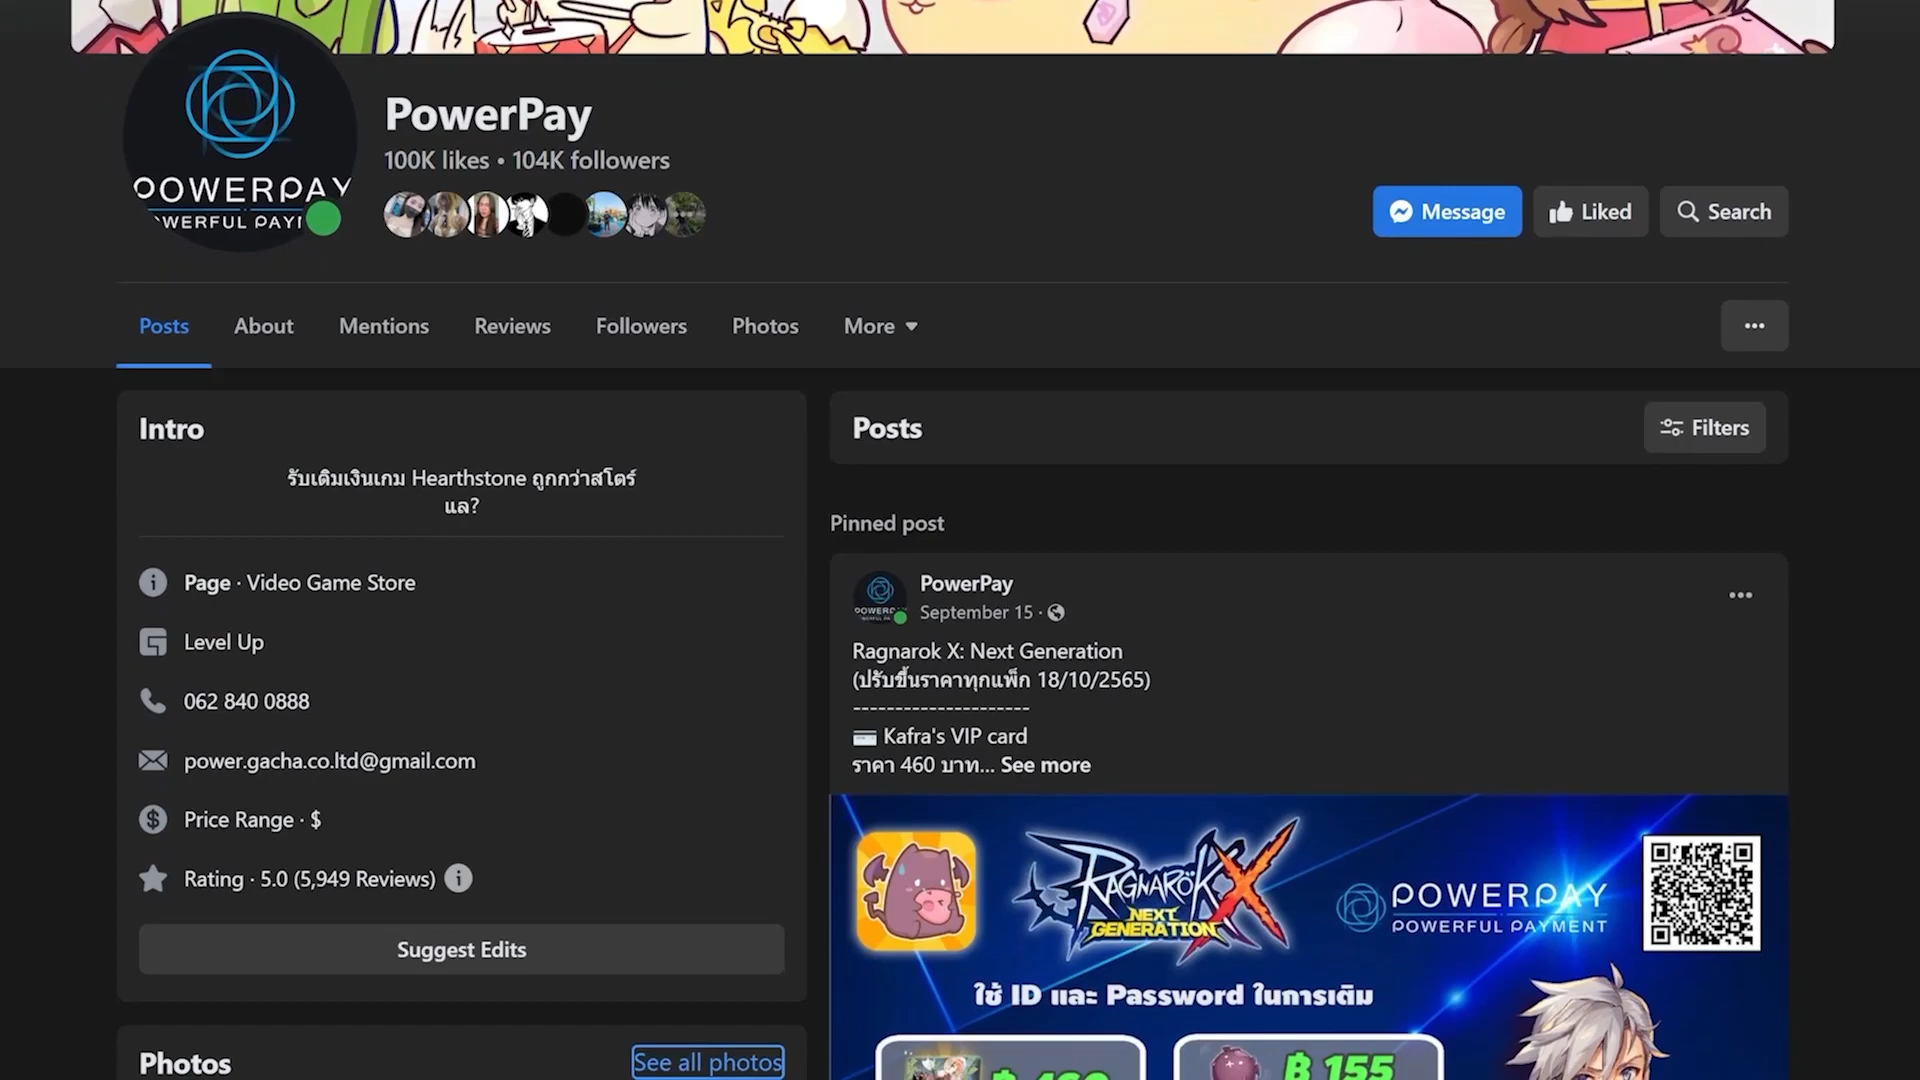 PowerPay
100K likes • 104K followers
POWERPAY
Message
Liked
Search
Posts
About
Mentions
Reviews
Followers
Photos
More
Intro
รับเติมเงินเกม Hearthstone ถูกกว่าสโตร์
แล?
Page · Video Game Store
Level Up
062 840 0888
power.gacha.co.ltd@gmail.com
Price Range · $
Rating · 5.0 (5,949 Reviews)
Suggest Edits
Photos
See all photos
Posts
Filters
Pinned post
PowerPay
September 15 ·
Ragnarok X: Next Generation
(ปรับขึ้นราคาทุกแพ็ก 18/10/2565)
---------------------
Kafra's VIP card
ราคา 460 บาท... See more
RAGNARÖK X
NEXT
GENERATION
POWERPAY
POWERFUL PAYMENT
ใช้ ID และ Password ในการเติม
฿ 460
฿ 155